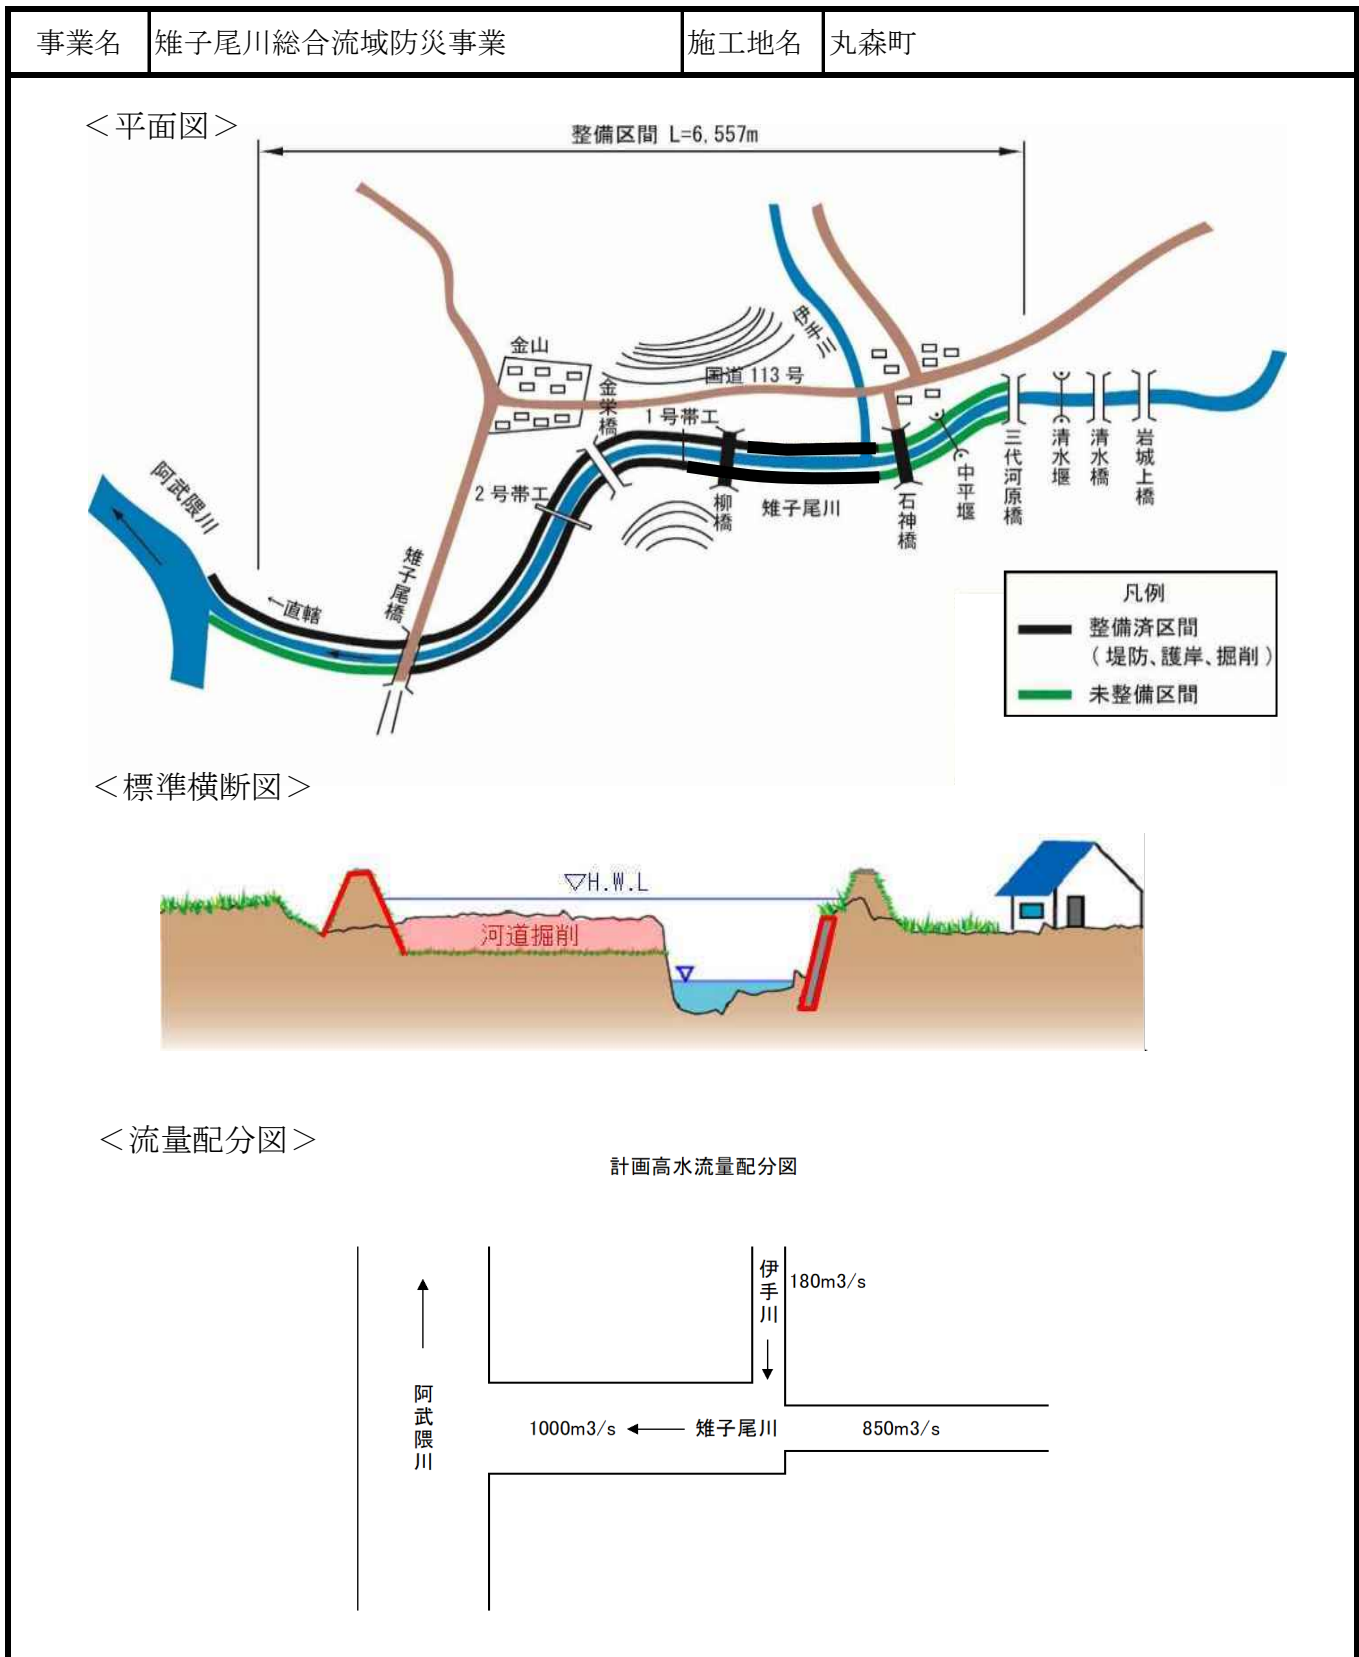 事業名
雉子尾川総合流域防災事業
施工地名
丸森町
＜平面図＞
整備区間 L=6,557m
伊手川
金山
国道113号
金栄橋
1号帯工
2号帯工
阿武隈川
柳橋
雉子尾川
石神橋
中平堰
三代河原橋
清水堰
清水橋
岩城上橋
雉子尾橋
←直轄
凡例
整備済区間
(堤防、護岸、掘削)
未整備区間
＜標準横断図＞
▽H.W.L
河道掘削
＜流量配分図＞
計画高水流量配分図
伊手川
180m3/s
阿武隈川
1000m3/s
雉子尾川
850m3/s